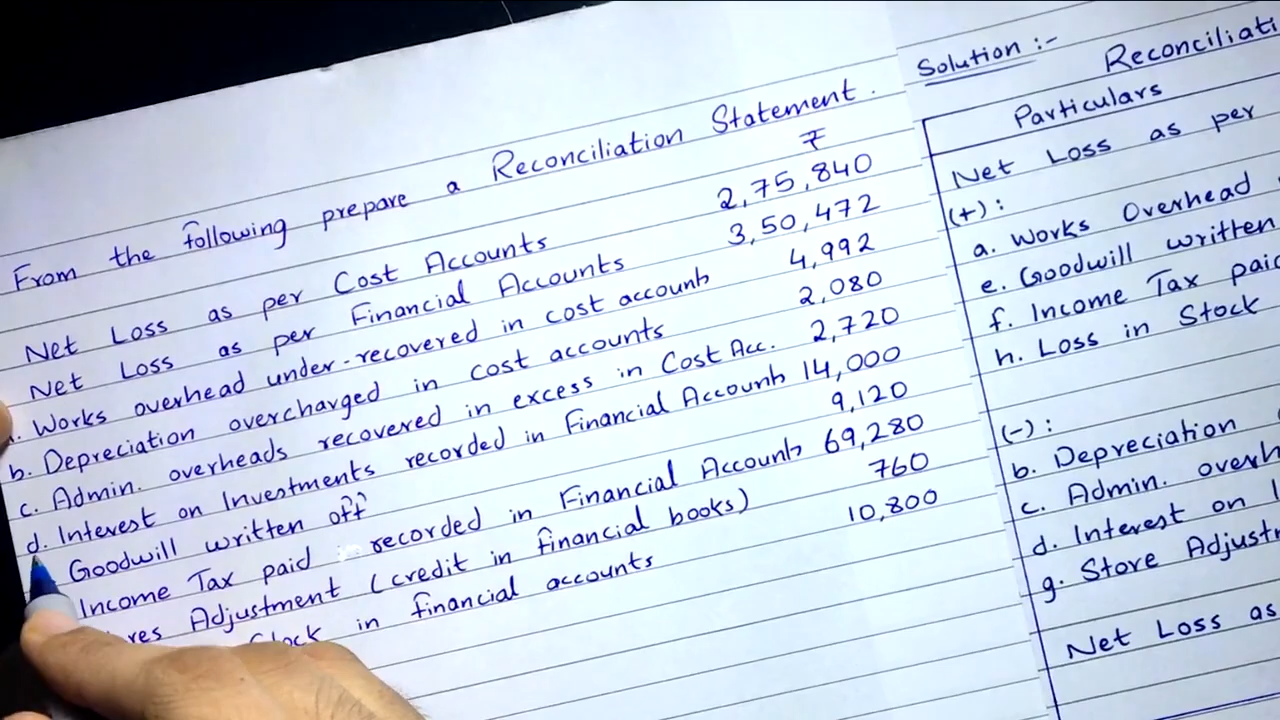 From the following prepare a Reconciliation Statement.
₹
Net Loss as per Cost Accounts 2,75,840
Net Loss as per Financial Accounts 3,50,472
. Works overhead under-recovered in cost accounts 4,992
b. Depreciation overcharged in cost accounts 2,080
c. Admin. overheads recovered in excess in Cost Acc. 2,720
d. Interest on Investments recorded in Financial Accounts 14,000
Goodwill written off 9,120
Income Tax paid recorded in Financial Accounts 69,280
res Adjustment (credit in financial books) 760
Stock in financial accounts 10,800
Solution :-
Reconciliati
Particulars
Net Loss as per
(+):
a. Works Overhead
e. Goodwill written
f. Income Tax paid
h. Loss in Stock
(-):
b. Depreciation
c. Admin. overh
d. Interest on I
g. Store Adjustm
Net Loss as